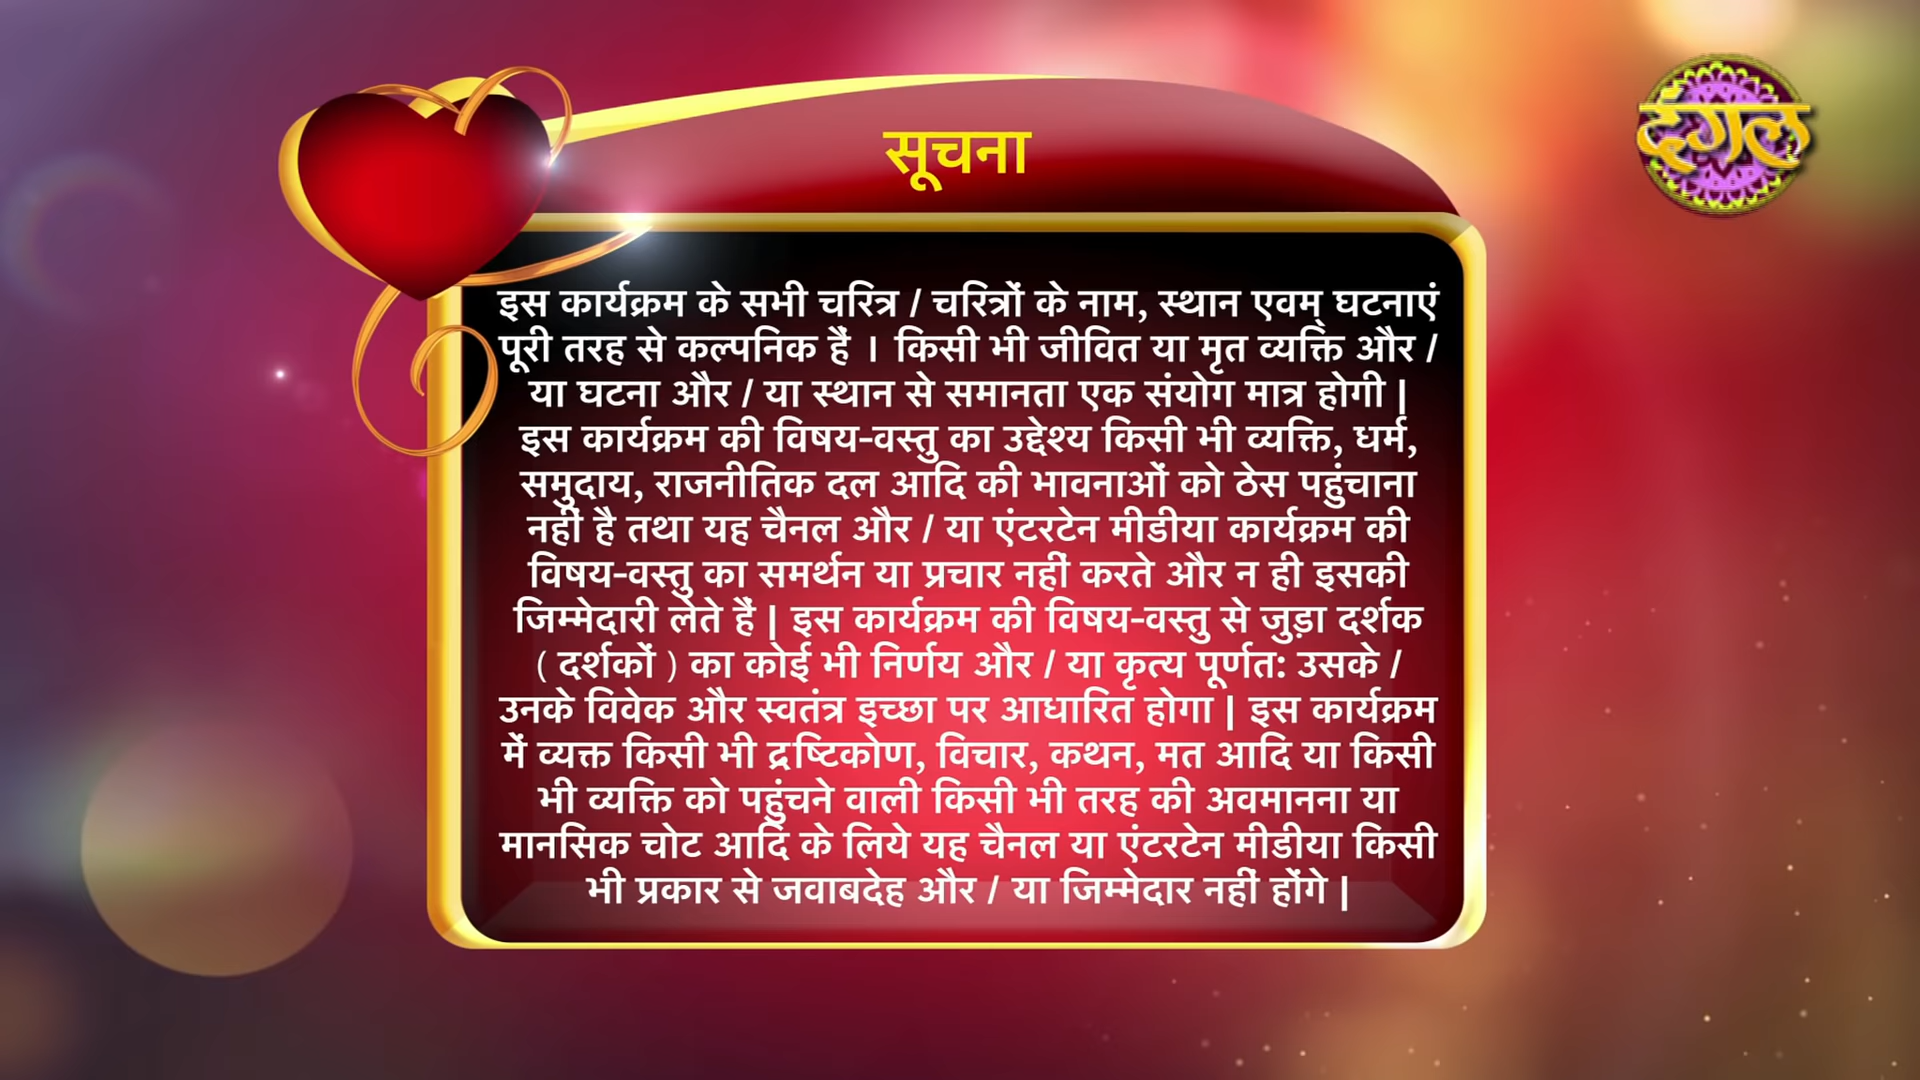 सूचना
दंगल
इस कार्यक्रम के सभी चरित्र / चरित्रों के नाम, स्थान एवम् घटनाएं
पूरी तरह से कल्पनिक हैं । किसी भी जीवित या मृत व्यक्ति और /
या घटना और / या स्थान से समानता एक संयोग मात्र होगी |
इस कार्यक्रम की विषय-वस्तु का उद्देश्य किसी भी व्यक्ति, धर्म,
समुदाय, राजनीतिक दल आदि की भावनाओं को ठेस पहुंचाना
नहीं है तथा यह चैनल और / या एंटरटेन मीडीया कार्यक्रम की
विषय-वस्तु का समर्थन या प्रचार नहीं करते और न ही इसकी
जिम्मेदारी लेते हैं | इस कार्यक्रम की विषय-वस्तु से जुड़ा दर्शक
( दर्शकों ) का कोई भी निर्णय और / या कृत्य पूर्णत: उसके /
उनके विवेक और स्वतंत्र इच्छा पर आधारित होगा | इस कार्यक्रम
में व्यक्त किसी भी द्रष्टिकोण, विचार, कथन, मत आदि या किसी
भी व्यक्ति को पहुंचने वाली किसी भी तरह की अवमानना या
मानसिक चोट आदि के लिये यह चैनल या एंटरटेन मीडीया किसी
भी प्रकार से जवाबदेह और / या जिम्मेदार नहीं होंगे |